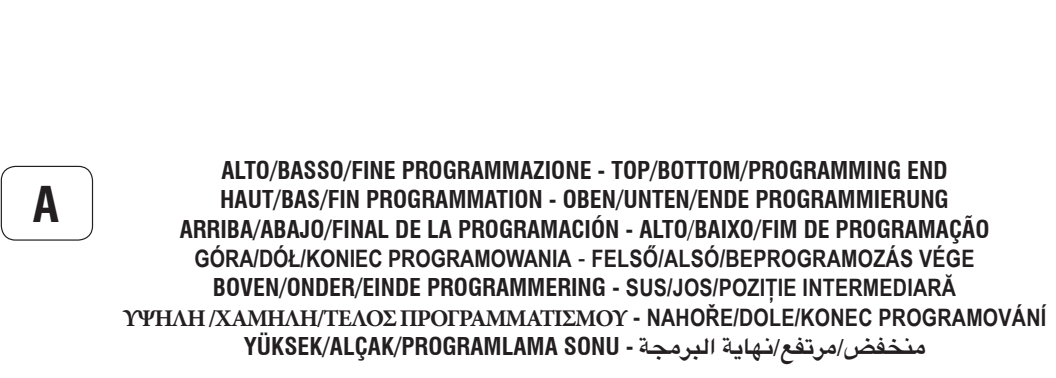 A
ALTO/BASSO/FINE PROGRAMMAZIONE - TOP/BOTTOM/PROGRAMMING END
HAUT/BAS/FIN PROGRAMMATION - OBEN/UNTEN/ENDE PROGRAMMIERUNG
ARRIBA/ABAJO/FINAL DE LA PROGRAMACIÓN - ALTO/BAIXO/FIM DE PROGRAMAÇÃO
GÓRA/DÓŁ/KONIEC PROGRAMOWANIA - FELSŐ/ALSÓ/BEPROGRAMOZÁS VÉGE
BOVEN/ONDER/EINDE PROGRAMMERING - SUS/JOS/POZIȚIE INTERMEDIARĂ
ΥΨΗΛΗ /ΧΑΜΗΛΗ/ΤΕΛΟΣ ΠΡΟΓΡΑΜΜΑΤΙΣΜΟΥ - NAHOŘE/DOLE/KONEC PROGRAMOVÁNÍ
YÜKSEK/ALÇAK/PROGRAMLAMA SONU - منخفض/مرتفع/نهاية البرمجة